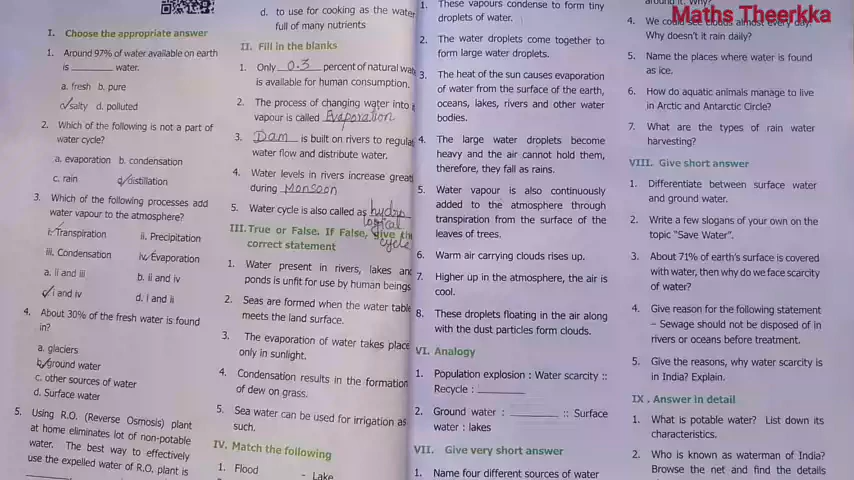 I. Choose the appropriate answer
1. Around 97% of water available on earth
is ________ water.
a. fresh b. pure
c. salty d. polluted
2. Which of the following is not a part of
water cycle?
a. evaporation b. condensation
c. rain d. distillation
3. Which of the following processes add
water vapour to the atmosphere?
i. Transpiration ii. Precipitation
iii. Condensation iv. Evaporation
a. ii and iii b. ii and iv
c. i and iv d. i and ii
4. About 30% of the fresh water is found
in?
a. glaciers
b. ground water
c. other sources of water
d. Surface water
5. Using R.O. (Reverse Osmosis) plant
at home eliminates lot of non-potable
water. The best way to effectively
use the expelled water of R.O. plant is
d. to use for cooking as the water
full of many nutrients
II. Fill in the blanks
1. Only 0.3 percent of natural
is available for human consumption.
2. The process of changing water into
vapour is called Evaporation
3. Dam is built on rivers to
water flow and distribute water.
4. Water levels in rivers increase
during Monsoon
5. Water cycle is also called as hydro
logical
cycle
III. True or False. If False, give the
correct statement
1. Water present in rivers, lakes and
ponds is unfit for use by human beings
2. Seas are formed when the water table
meets the land surface.
3. The evaporation of water takes place
only in sunlight.
4. Condensation results in the formation
of dew on grass.
5. Sea water can be used for irrigation as
such.
IV. Match the following
1. Flood - Lake
1. These vapours condense to form tiny
droplets of water.
2. The water droplets come together to
form large water droplets.
3. The heat of the sun causes evaporation
of water from the surface of the earth,
oceans, lakes, rivers and other water
bodies.
4. The large water droplets become
heavy and the air cannot hold them,
therefore, they fall as rains.
5. Water vapour is also continuously
added to the atmosphere through
transpiration from the surface of the
leaves of trees.
6. Warm air carrying clouds rises up.
7. Higher up in the atmosphere, the air is
cool.
8. These droplets floating in the air along
with the dust particles form clouds.
VI. Analogy
1. Population explosion : Water scarcity ::
Recycle : ________
2. Ground water : ________ :: Surface
water : lakes
VII. Give very short answer
1. Name four different sources of water
around it. Why?
Maths Theerkka
4. We could see clouds almost every day.
Why doesn't it rain daily?
5. Name the places where water is found
as ice.
6. How do aquatic animals manage to live
in Arctic and Antarctic Circle?
7. What are the types of rain water
harvesting?
VIII. Give short answer
1. Differentiate between surface water
and ground water.
2. Write a few slogans of your own on the
topic "Save Water".
3. About 71% of earth's surface is covered
with water, then why do we face scarcity
of water?
4. Give reason for the following statement
– Sewage should not be disposed of in
rivers or oceans before treatment.
5. Give the reasons, why water scarcity is
in India? Explain.
IX . Answer in detail
1. What is potable water? List down its
characteristics.
2. Who is known as waterman of India?
Browse the net and find the details